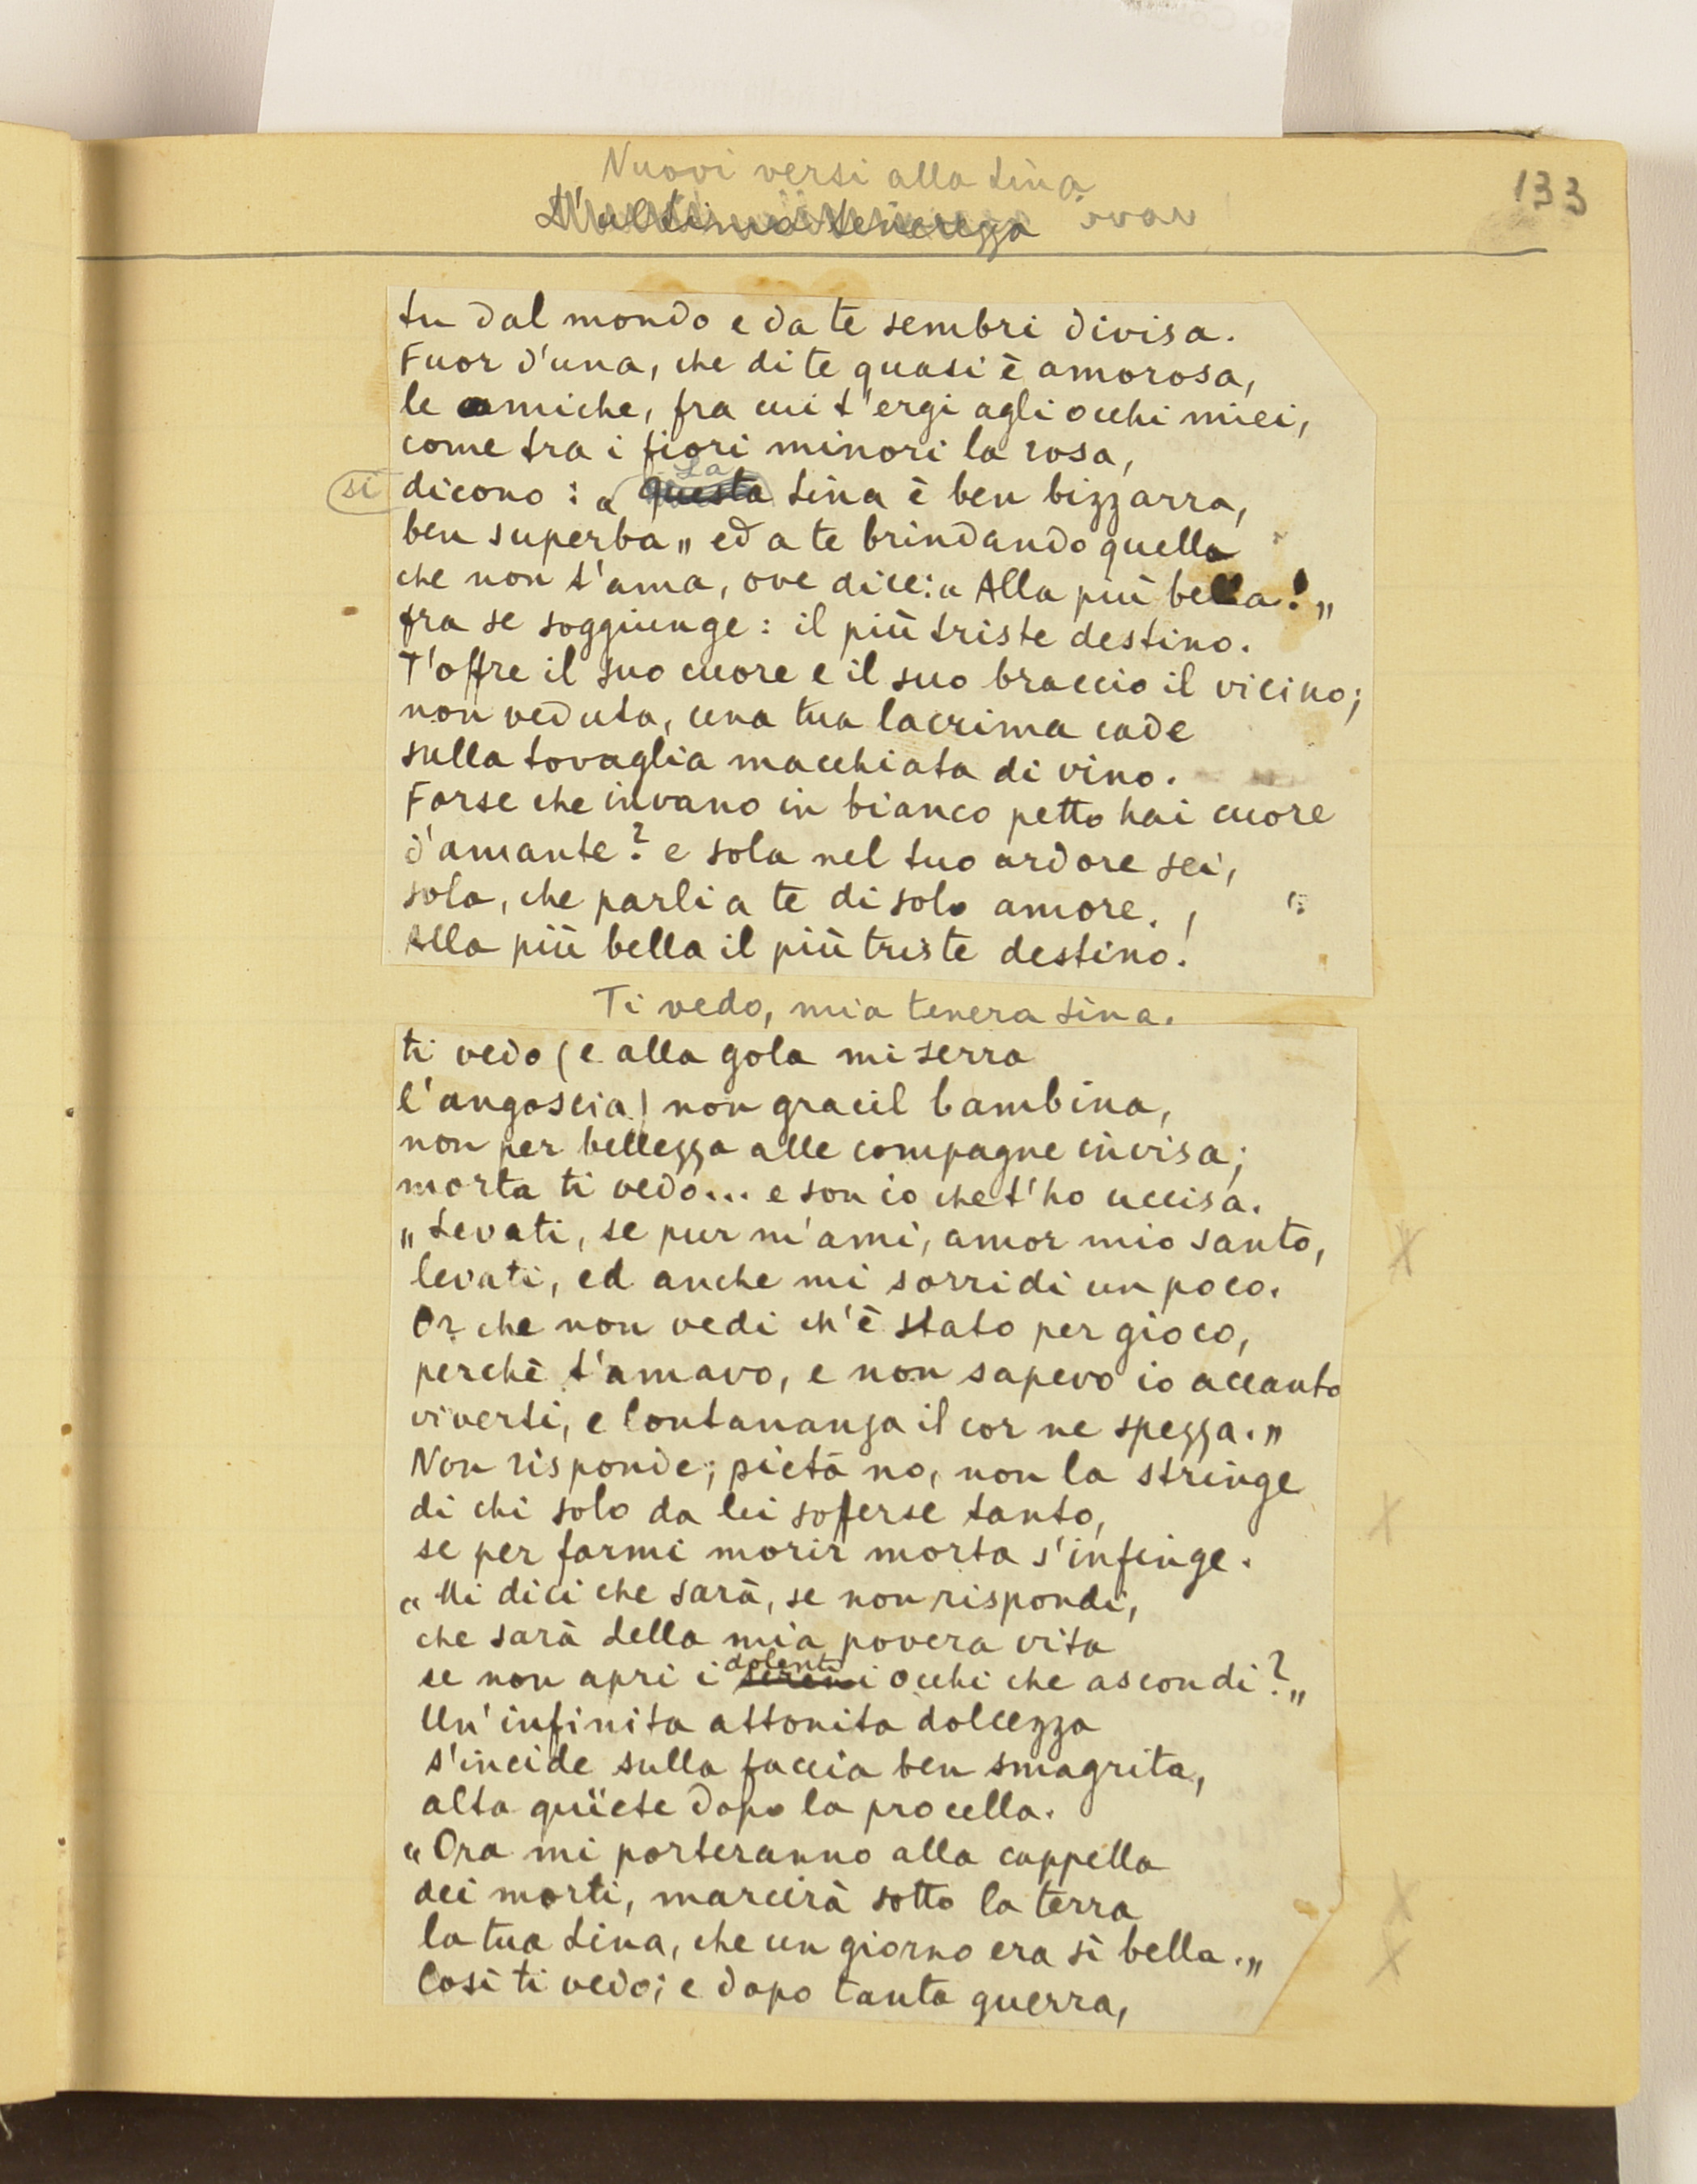 Nuovi versi alla Lina
133
L'ultima tenerezza
tu dal mondo e da te sembri divisa.
Fuor d'una, che di te quasi è amorosa,
le amiche, fra cui t'ergi agli occhi miei,
come tra i fiori minori la rosa,
La
si dicono: „ questa Lina è ben bizzarra,
ben superba „ ed a te brindando quella
che non t'ama, ove dice: „ Alla più bella! „
fra se soggiunge: il più triste destino.
T'offre il suo cuore e il suo braccio il vicino;
non veduta, una tua lacrima cade
sulla tovaglia macchiata di vino.
Forse che invano in bianco petto hai cuore
d'amante? e sola nel tuo ardore sei,
sola, che parli a te di solo amore.
Alla più bella il più triste destino!
Ti vedo, mia tenera Lina.
ti vedo (e alla gola mi serra
l'angoscia) non gracil bambina,
non per bellezza alle compagne invisa;
morta ti vedo... e son io che t'ho uccisa.
„ Levati, se pur m'ami, amor mio santo,
levati, ed anche mi sorridi un poco.
Or che non vedi ch'è stato per gioco,
perchè t'amavo, e non sapevo io accanto
viverti, e lontananza il cor ne spezza. „
Non risponde; pietà no, non la stringe
di chi solo da lei sofferse tanto,
se per farmi morir morta s'infinge.
„ Mi dici che sarà, se non rispondi,
che sarà della mia povera vita
dolenti
se non apri i sereni occhi che ascondi? „
Un'infinita attonita dolcezza
s'incide sulla faccia ben smagrita,
alta quïete dopo la procella.
„ Ora mi porteranno alla cappella
dei morti, marcirà sotto la terra
la tua Lina, che un giorno era sì bella. „
Così ti vedo; e dopo tanta guerra,